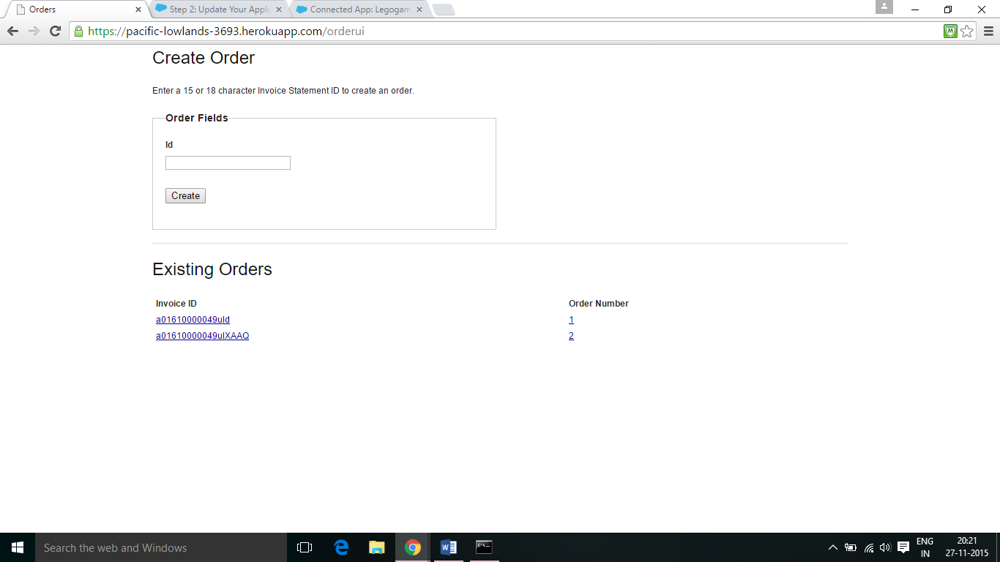 Orders
Step 2: Update Your Appli
Connected App: Legogam
https://pacific-lowlands-3693.herokuapp.com/orderui
Create Order
Enter a 15 or 18 character Invoice Statement ID to create an order.
Order Fields
Id
Create
Existing Orders
Invoice ID Order Number
a01610000049uId 1
a01610000049uIXAAQ 2
Search the web and Windows
ENG 20:21
IN 27-11-2015